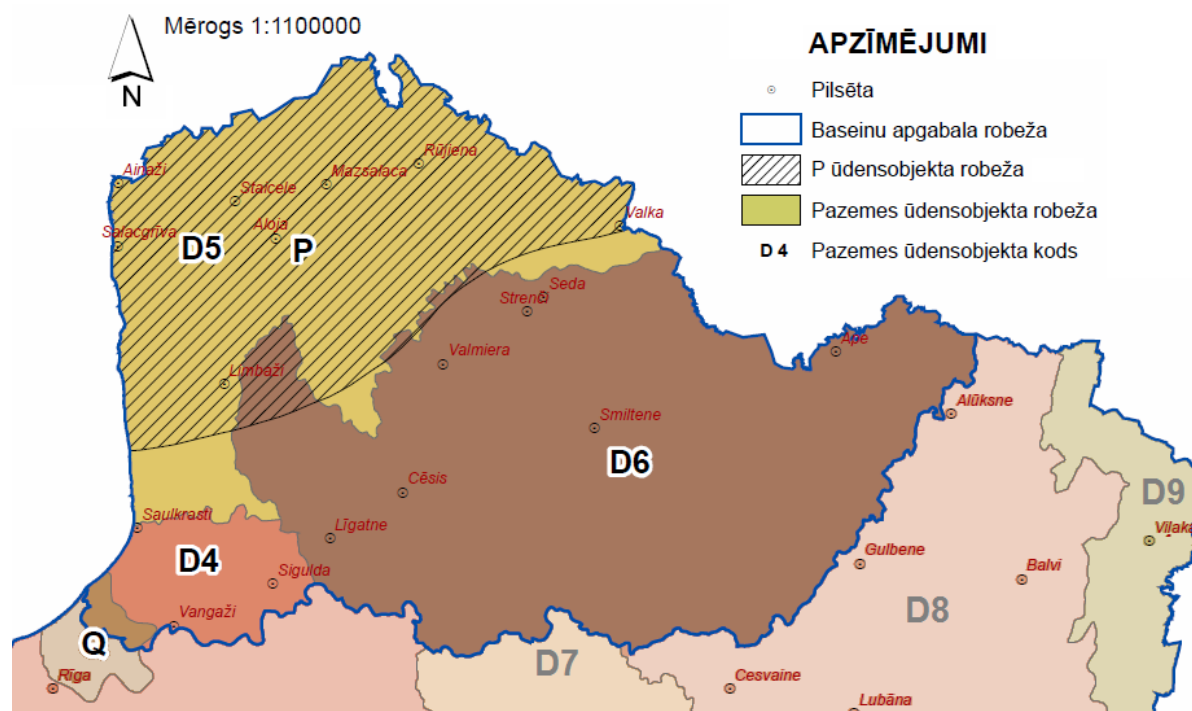 Mērogs 1:1100000
N
APZĪMĒJUMI
Pilsēta
Baseinu apgabala robeža
P ūdensobjekta robeža
Pazemes ūdensobjekta robeža
D 4 Pazemes ūdensobjekta kods
Ainaži
Staicele
Mazsalaca
Rūjiena
Salacgrīva
D5
Aloja
P
Valka
Strenči
Seda
Limbaži
Valmiera
Ape
Smiltene
Alūksne
D6
Cēsis
D9
Saulkrasti
Līgatne
Viļaka
D4
Sigulda
Gulbene
Balvi
Vangaži
D8
Q
D7
Rīga
Cesvaine
Lubāna